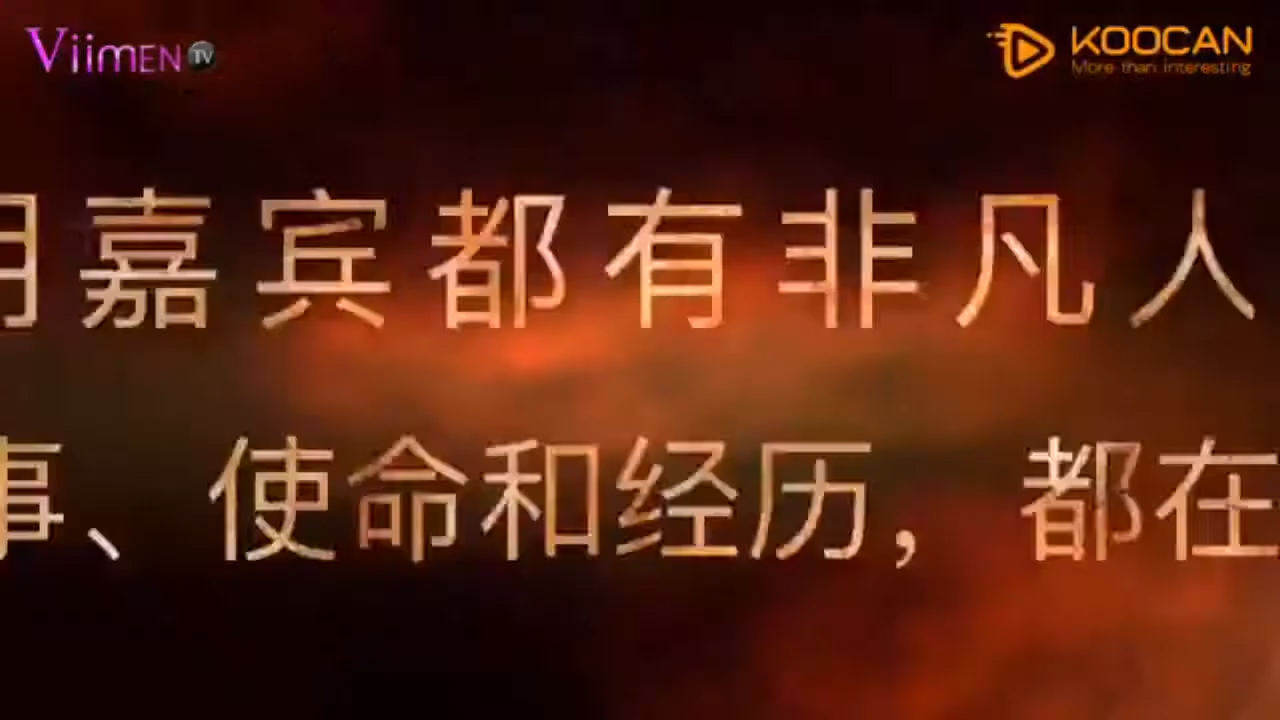 ViimEN TV
KOOCAN
More than interesting
嘉宾都有非凡人
事、使命和经历，都在